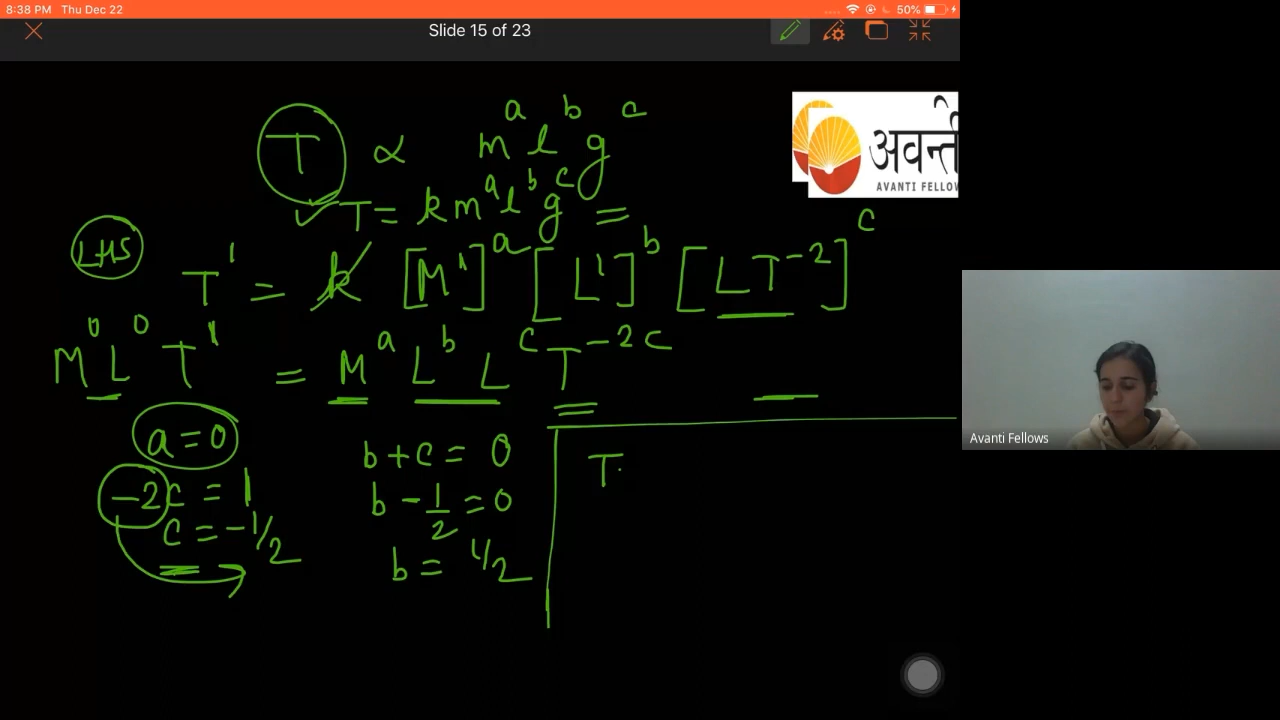 8:38 PM Thu Dec 22
50%
Slide 15 of 23
अवन्ती
AVANTI FELLOW
T ∝ m^a l^b g^c
T = k m^a l^b g^c =
LHS
T^1 = k [M^1]^a [L^1]^b [LT^-2]^c
M^0 L^0 T^1 = M^a L^b L^c T^-2c
a = 0
-2c = 1
c = -1/2
b + c = 0
b - 1/2 = 0
b = 1/2
T
Avanti Fellows